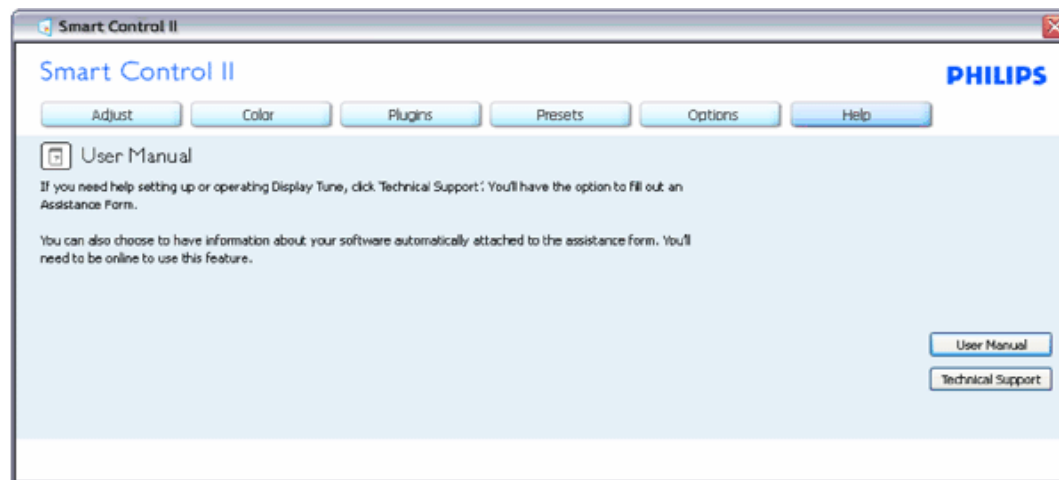 Smart Control II
Smart Control II
PHILIPS
Adjust Color Plugins Presets Options Help
User Manual
If you need help setting up or operating Display Tune, click 'Technical Support'. You'll have the option to fill out an
Assistance Form.
You can also choose to have information about your software automatically attached to the assistance form. You'll
need to be online to use this feature.
User Manual
Technical Support